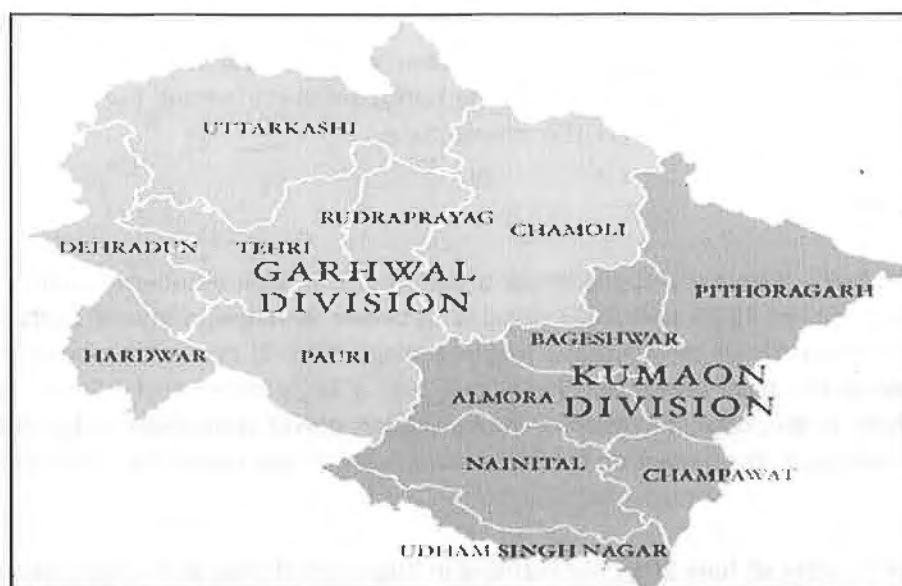 UTTARKASHI
RUDRAPRAYAG
CHAMOLI
DEHRADUN
TEHRI
GARHWAL
DIVISION
PITHORAGARH
HARDWAR
PAURI
BAGESHWAR
KUMAON
DIVISION
ALMORA
NAINITAL
CHAMPAWAT
UDHAM SINGH NAGAR